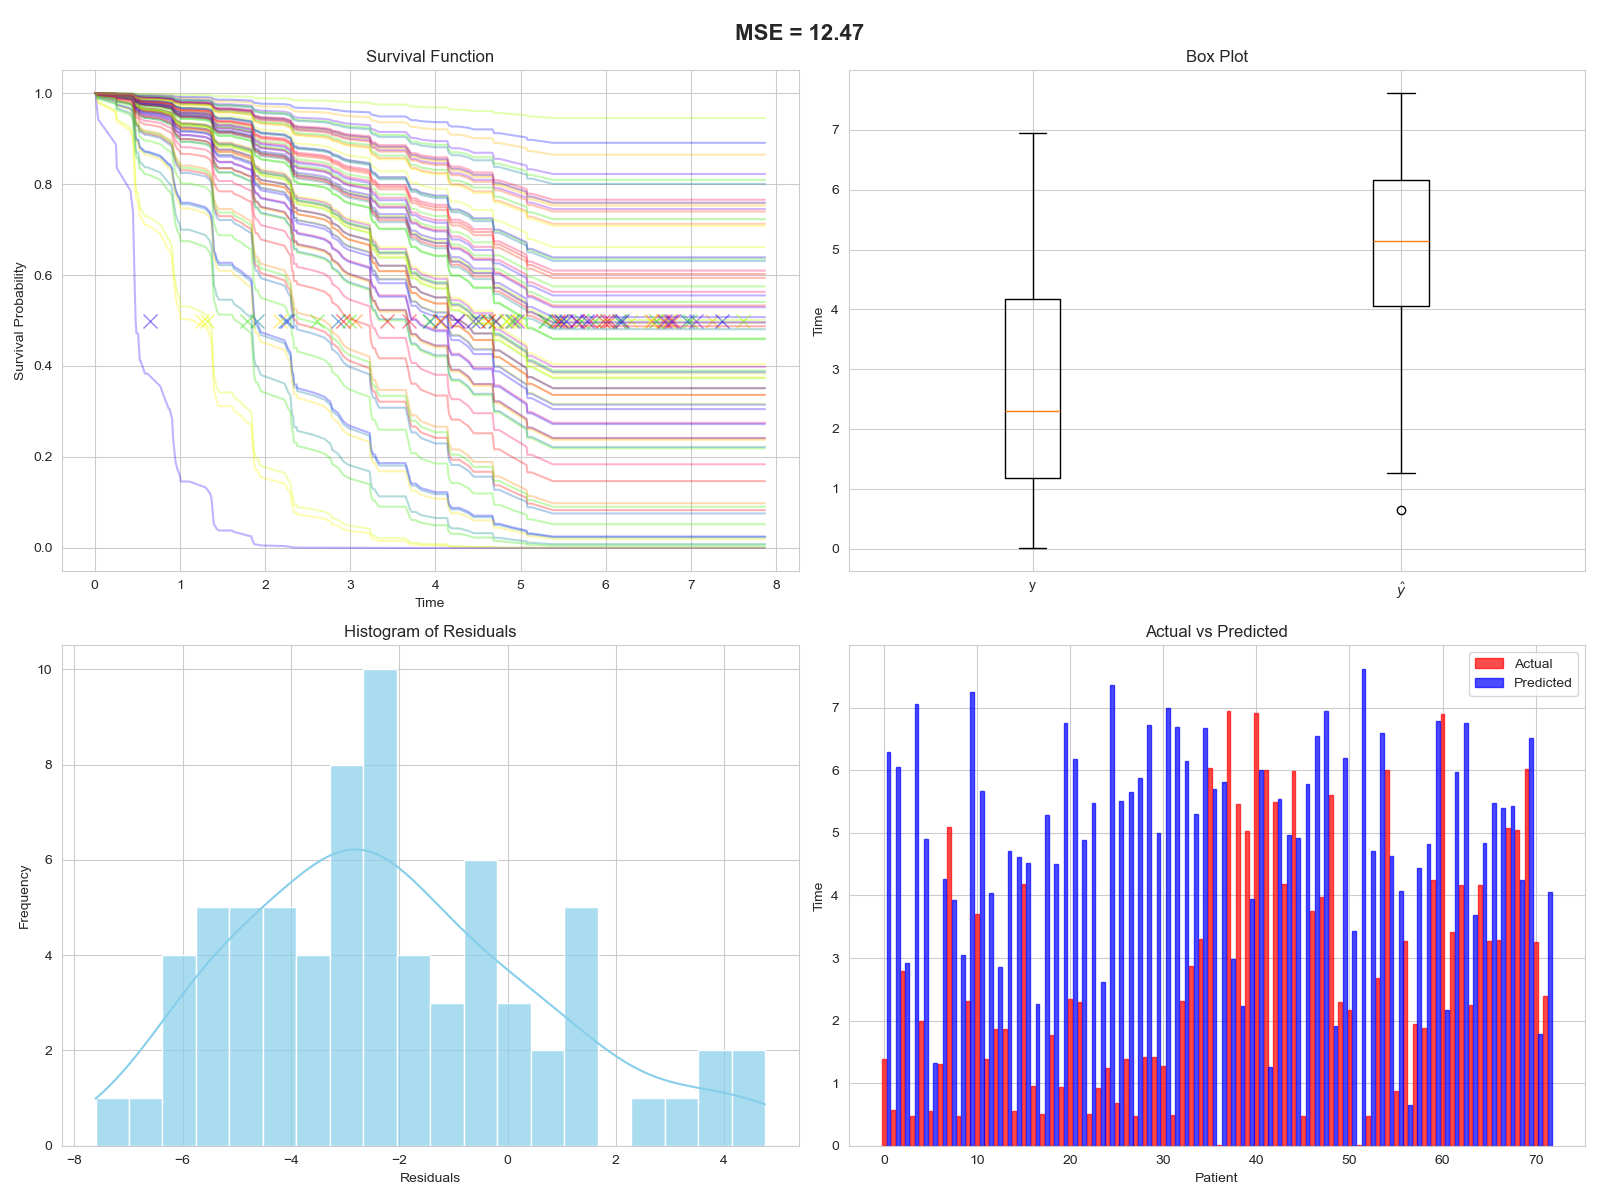 MSE = 12.47
Survival Function
Survival Probability
1.0
0.8
0.6
0.4
0.2
0.0
0 1 2 3 4 5 6 7 8
Time
Box Plot
Time
7
6
5
4
3
2
1
0
y ŷ
Histogram of Residuals
Frequency
10
8
6
4
2
0
−8 −6 −4 −2 0 2 4
Residuals
Actual vs Predicted
Actual
Predicted
Time
7
6
5
4
3
2
1
0
0 10 20 30 40 50 60 70
Patient